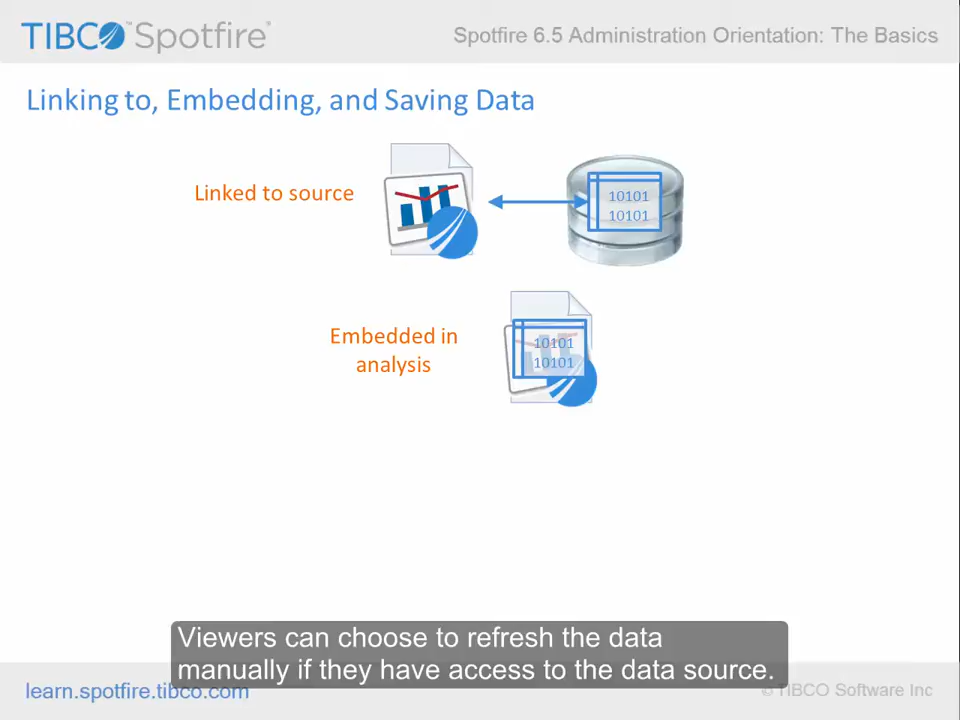 TIBCO Spotfire
Spotfire 6.5 Administration Orientation: The Basics
Linking to, Embedding, and Saving Data
Linked to source
10101
10101
Embedded in
analysis
10101
10101
Viewers can choose to refresh the data
manually if they have access to the data source.
learn.spotfire.tibco.com
© TIBCO Software Inc